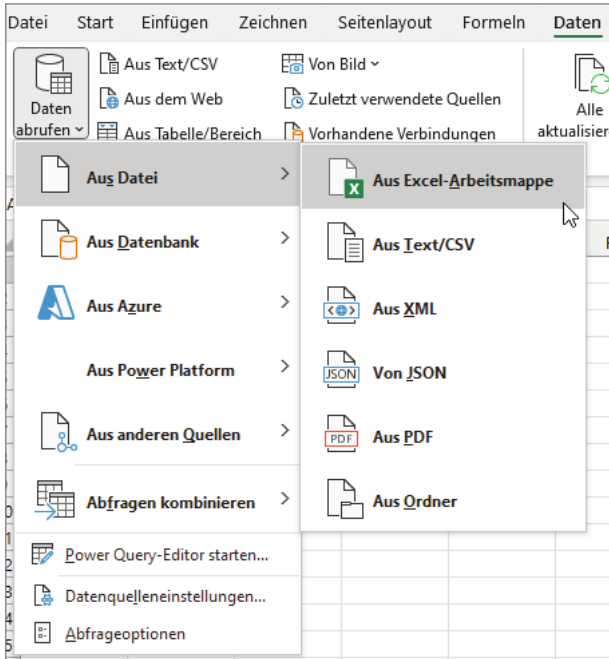 Datei Start Einfügen Zeichnen Seitenlayout Formeln Daten
Daten abrufen
Aus Text/CSV
Aus dem Web
Aus Tabelle/Bereich
Von Bild
Zuletzt verwendete Quellen
Vorhandene Verbindungen
Alle
Aus Datei
Aus Datenbank
Aus Azure
Aus Power Platform
Aus anderen Quellen
Abfragen kombinieren
Power Query-Editor starten...
Datenquelleneinstellungen...
Abfrageoptionen
Aus Excel-Arbeitsmappe
Aus Text/CSV
Aus XML
JSON Von JSON
PDF Aus PDF
Aus Ordner